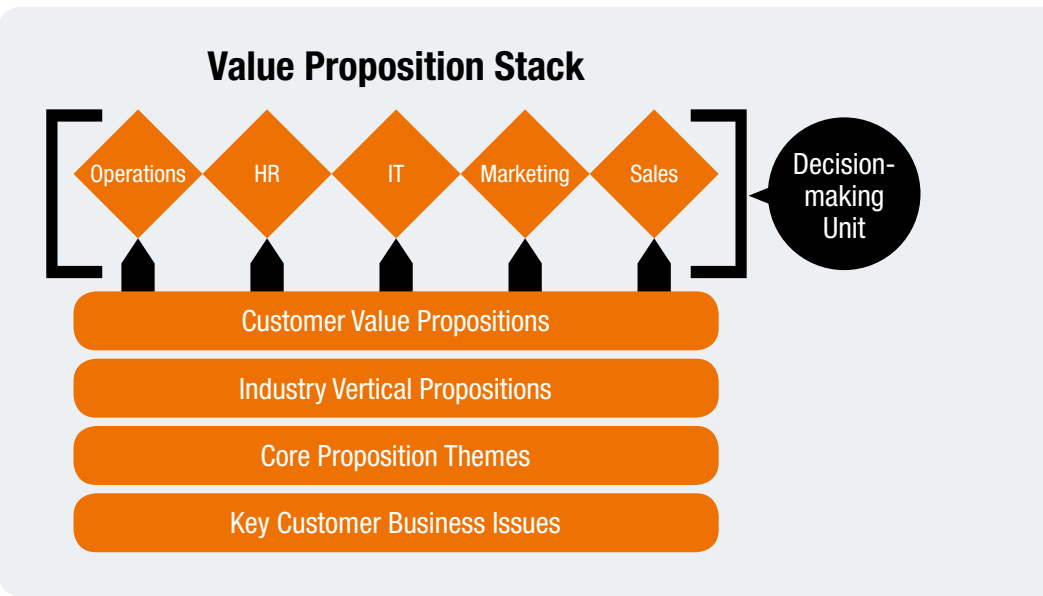 Value Proposition Stack
Operations
HR
IT
Marketing
Sales
Decision-
making
Unit
Customer Value Propositions
Industry Vertical Propositions
Core Proposition Themes
Key Customer Business Issues